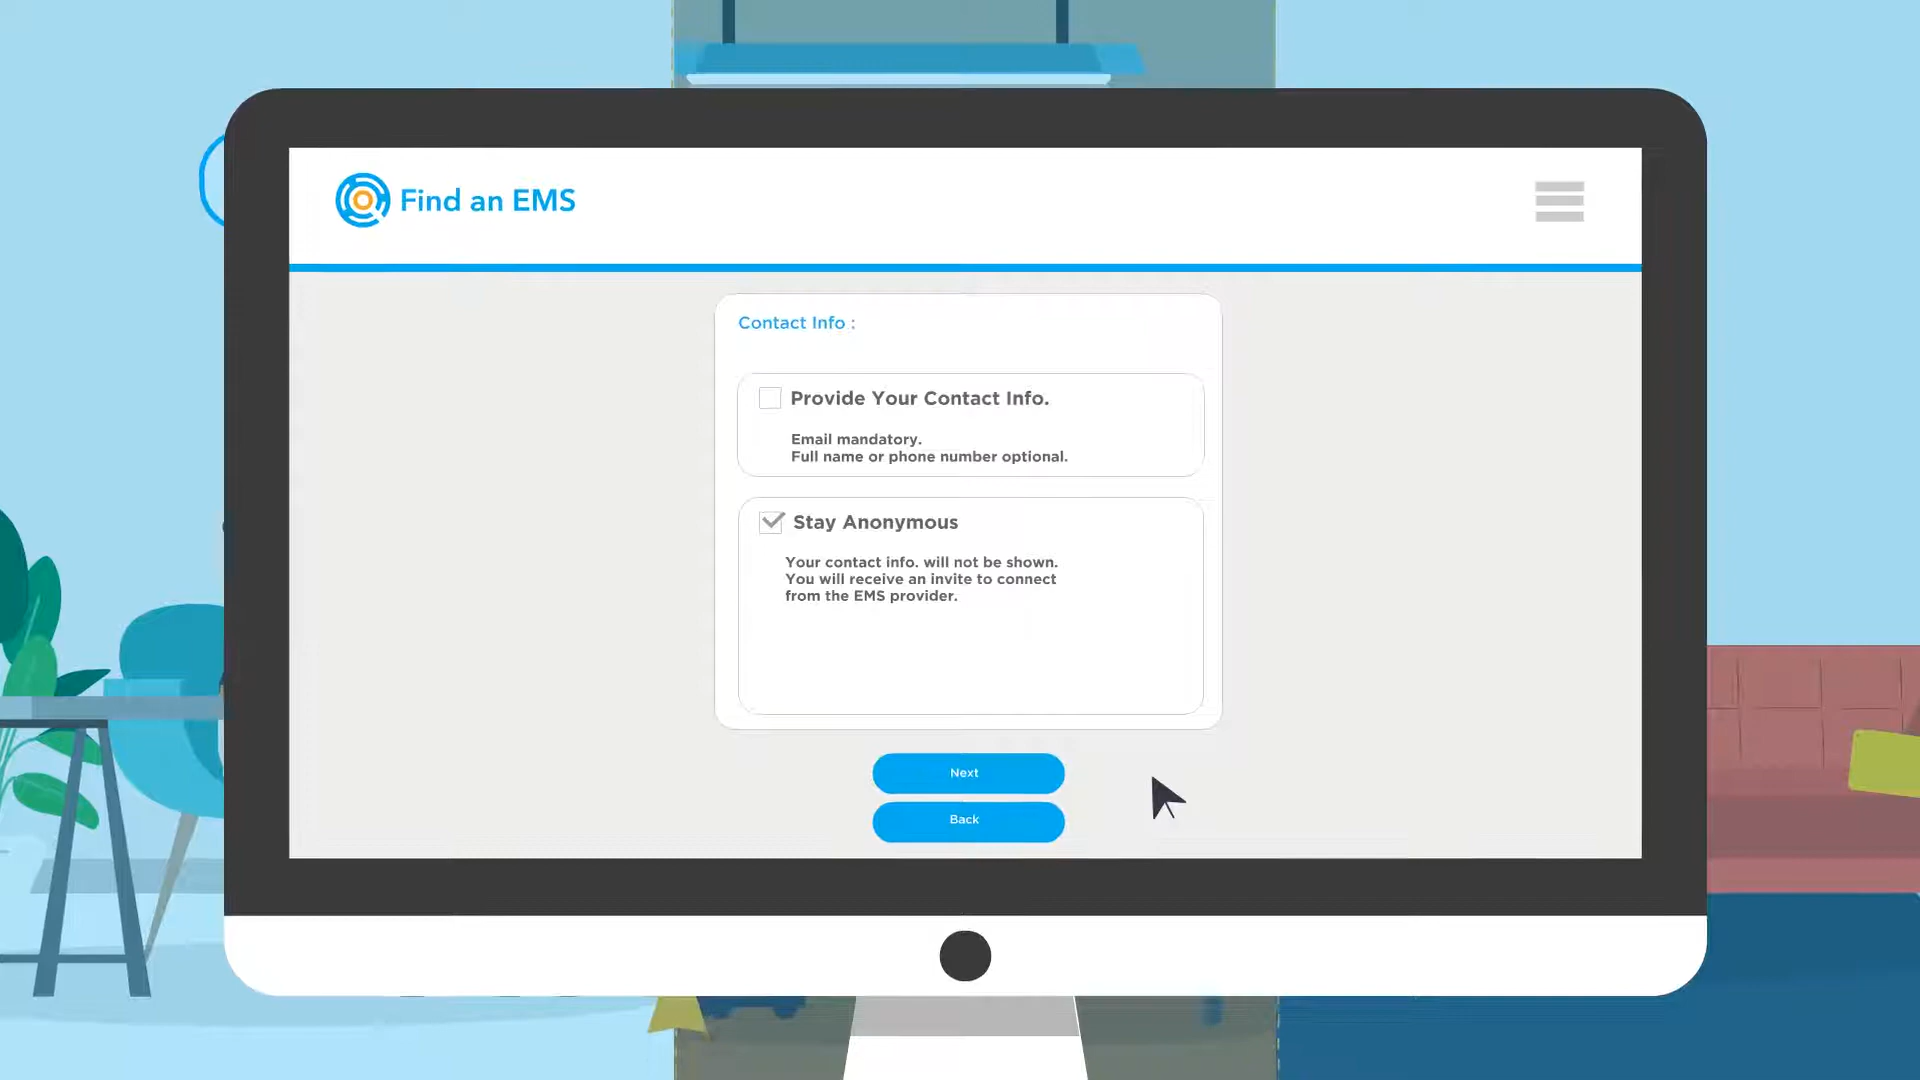 Find an EMS
Contact Info :
Provide Your Contact Info.
Email mandatory.
Full name or phone number optional.
Stay Anonymous
Your contact info. will not be shown.
You will receive an invite to connect
from the EMS provider.
Next
Back